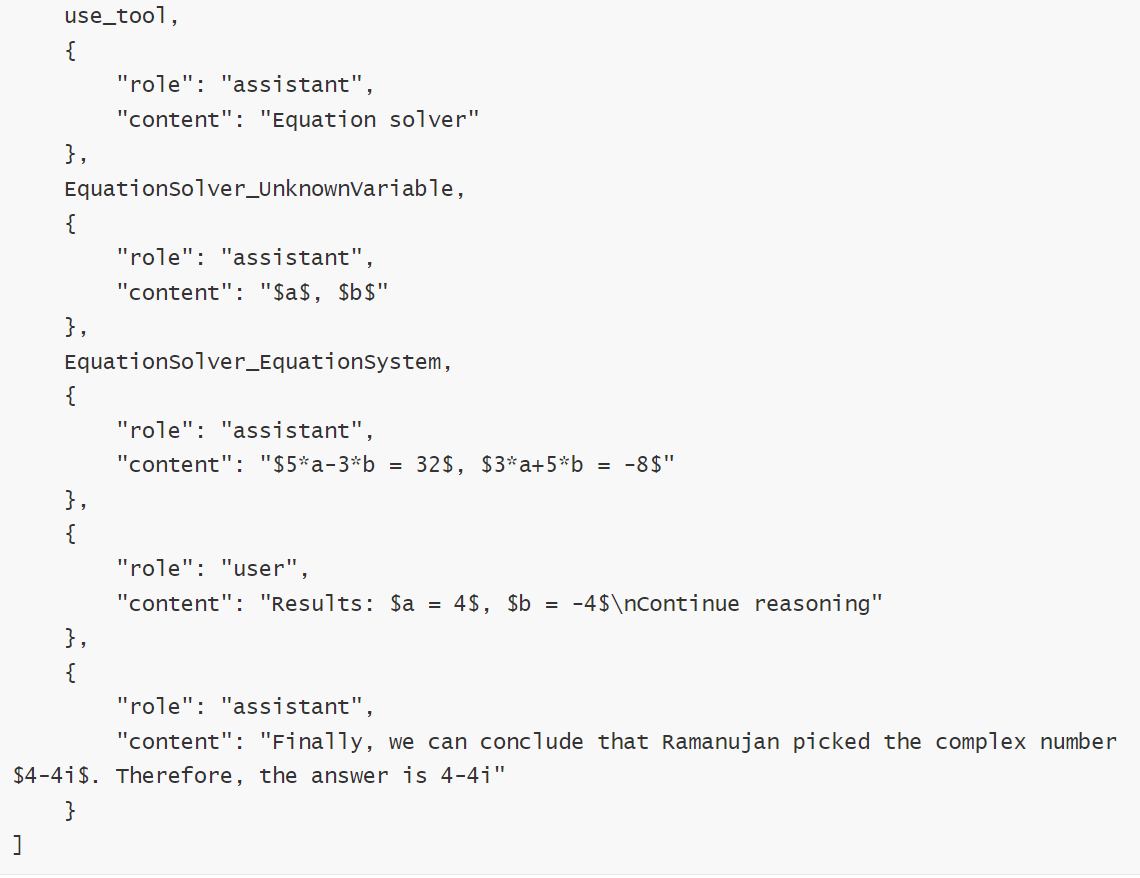 use_tool,
{
"role": "assistant",
"content": "Equation solver"
},
EquationSolver_UnknownVariable,
{
"role": "assistant",
"content": "$a$, $b$"
},
EquationSolver_EquationSystem,
{
"role": "assistant",
"content": "$5*a-3*b = 32$, $3*a+5*b = -8$"
},
{
"role": "user",
"content": "Results: $a = 4$, $b = -4$\nContinue reasoning"
},
{
"role": "assistant",
"content": "Finally, we can conclude that Ramanujan picked the complex number
$4-4i$. Therefore, the answer is 4-4i"
}
]